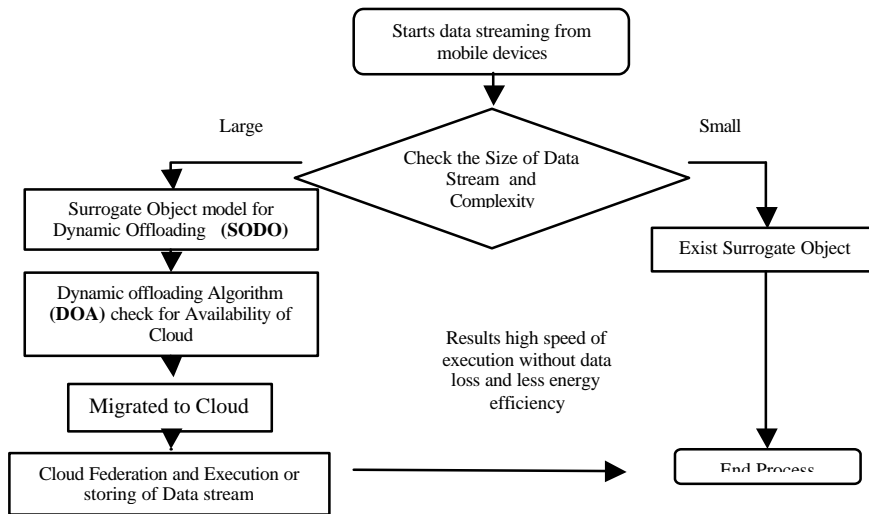 Starts data streaming from
mobile devices
Large
Small
Check the Size of Data
Stream and
Complexity
Surrogate Object model for
Dynamic Offloading (SODO)
Exist Surrogate Object
Dynamic offloading Algorithm
(DOA) check for Availability of
Cloud
Results high speed of
execution without data
loss and less energy
efficiency
Migrated to Cloud
Cloud Federation and Execution or
storing of Data stream
End Process